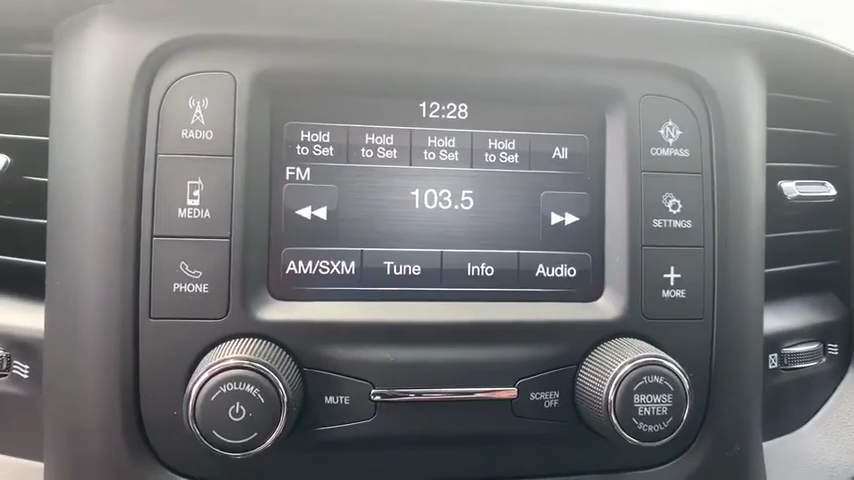 12:28
RADIO
Hold to Set
Hold to Set
Hold to Set
Hold to Set
All
N
COMPASS
FM
MEDIA
103.5
SETTINGS
PHONE
AM/SXM
Tune
Info
Audio
MORE
VOLUME
MUTE
SCREEN OFF
TUNE
BROWSE
ENTER
SCROLL